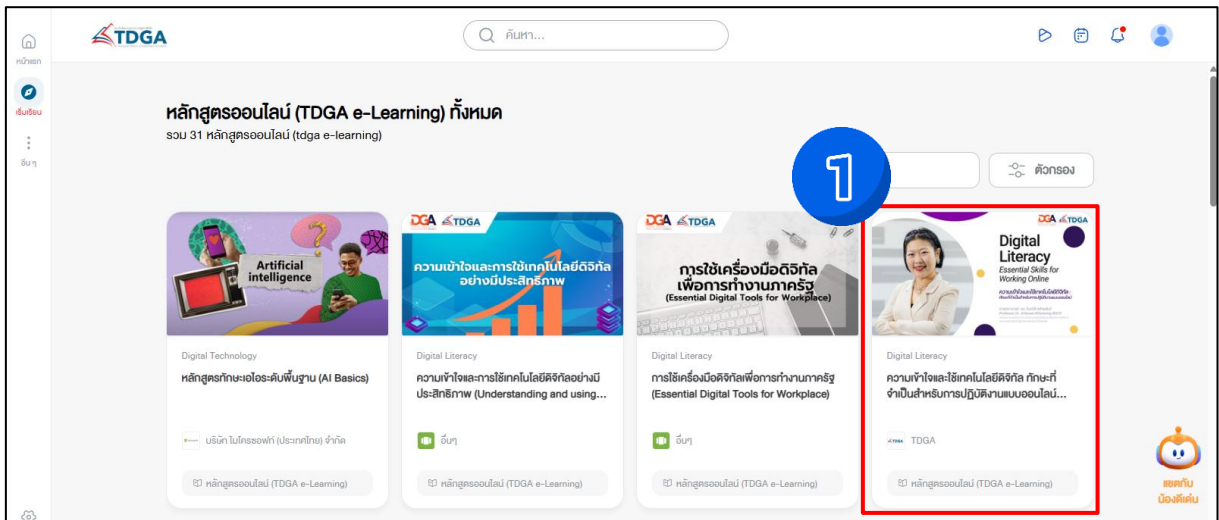 TDGA
ค้นหา...
หน้าแรก
เริ่มเรียน
อื่น ๆ
หลักสูตรออนไลน์ (TDGA e-Learning) ทั้งหมด
รวม 31 หลักสูตรออนไลน์ (tdga e-learning)
๑
ตัวกรอง
Artificial
intelligence
Digital Technology
หลักสูตรทักษะเอไอระดับพื้นฐาน (AI Basics)
บริษัท ไมโครซอฟท์ (ประเทศไทย) จำกัด
หลักสูตรออนไลน์ (TDGA e-Learning)
DGA TDGA
ความเข้าใจและการใช้เทคโนโลยีดิจิทัล
อย่างมีประสิทธิภาพ
Digital Literacy
ความเข้าใจและการใช้เทคโนโลยีดิจิทัลอย่างมี
ประสิทธิภาพ (Understanding and using...
อื่นๆ
หลักสูตรออนไลน์ (TDGA e-Learning)
DGA TDGA
การใช้เครื่องมือดิจิทัล
เพื่อการทำงานภาครัฐ
(Essential Digital Tools for Workplace)
Digital Literacy
การใช้เครื่องมือดิจิทัลเพื่อการทำงานภาครัฐ
(Essential Digital Tools for Workplace)
อื่นๆ
หลักสูตรออนไลน์ (TDGA e-Learning)
DGA TDGA
Digital
Literacy
Essential Skills for
Working Online
Digital Literacy
ความเข้าใจและใช้เทคโนโลยีดิจิทัล ทักษะที่
จำเป็นสำหรับการปฏิบัติงานแบบออนไลน์...
TDGA
หลักสูตรออนไลน์ (TDGA e-Learning)
แชตกับ
น้องดีเด่น